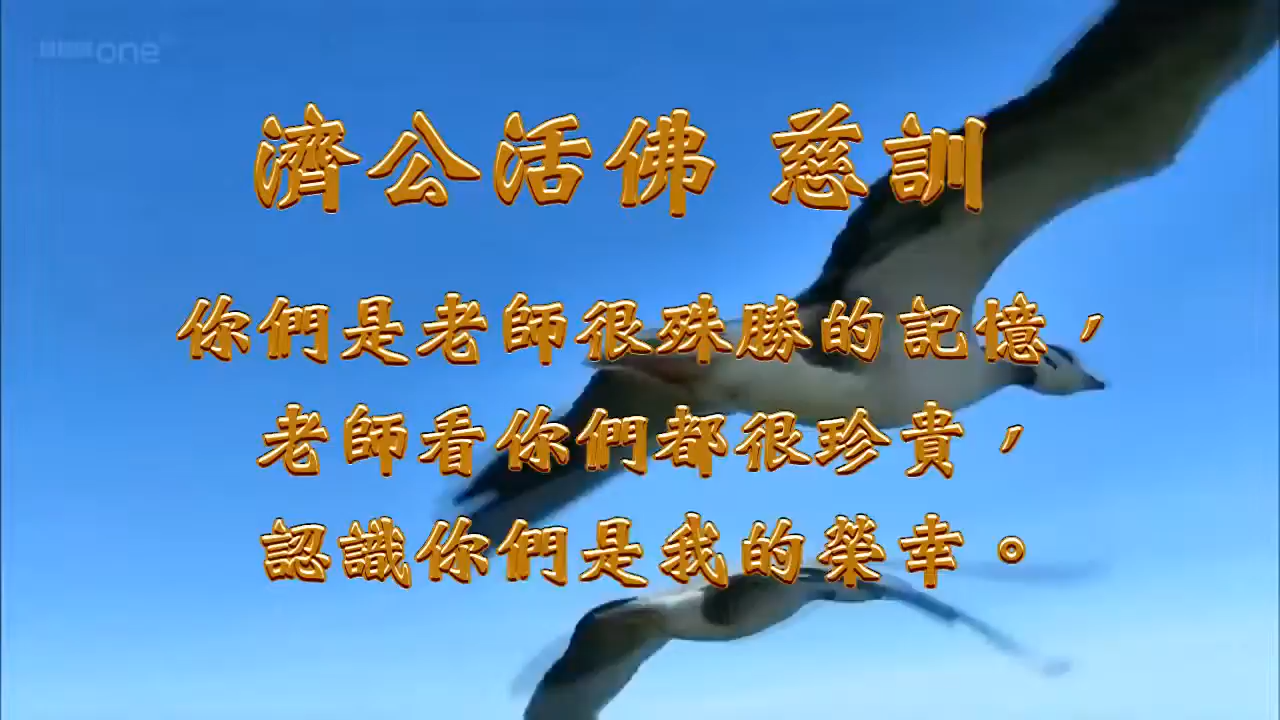 one
濟公活佛 慈訓
你們是老師很殊勝的記憶，
老師看你們都很珍貴，
認識你們是我的榮幸。